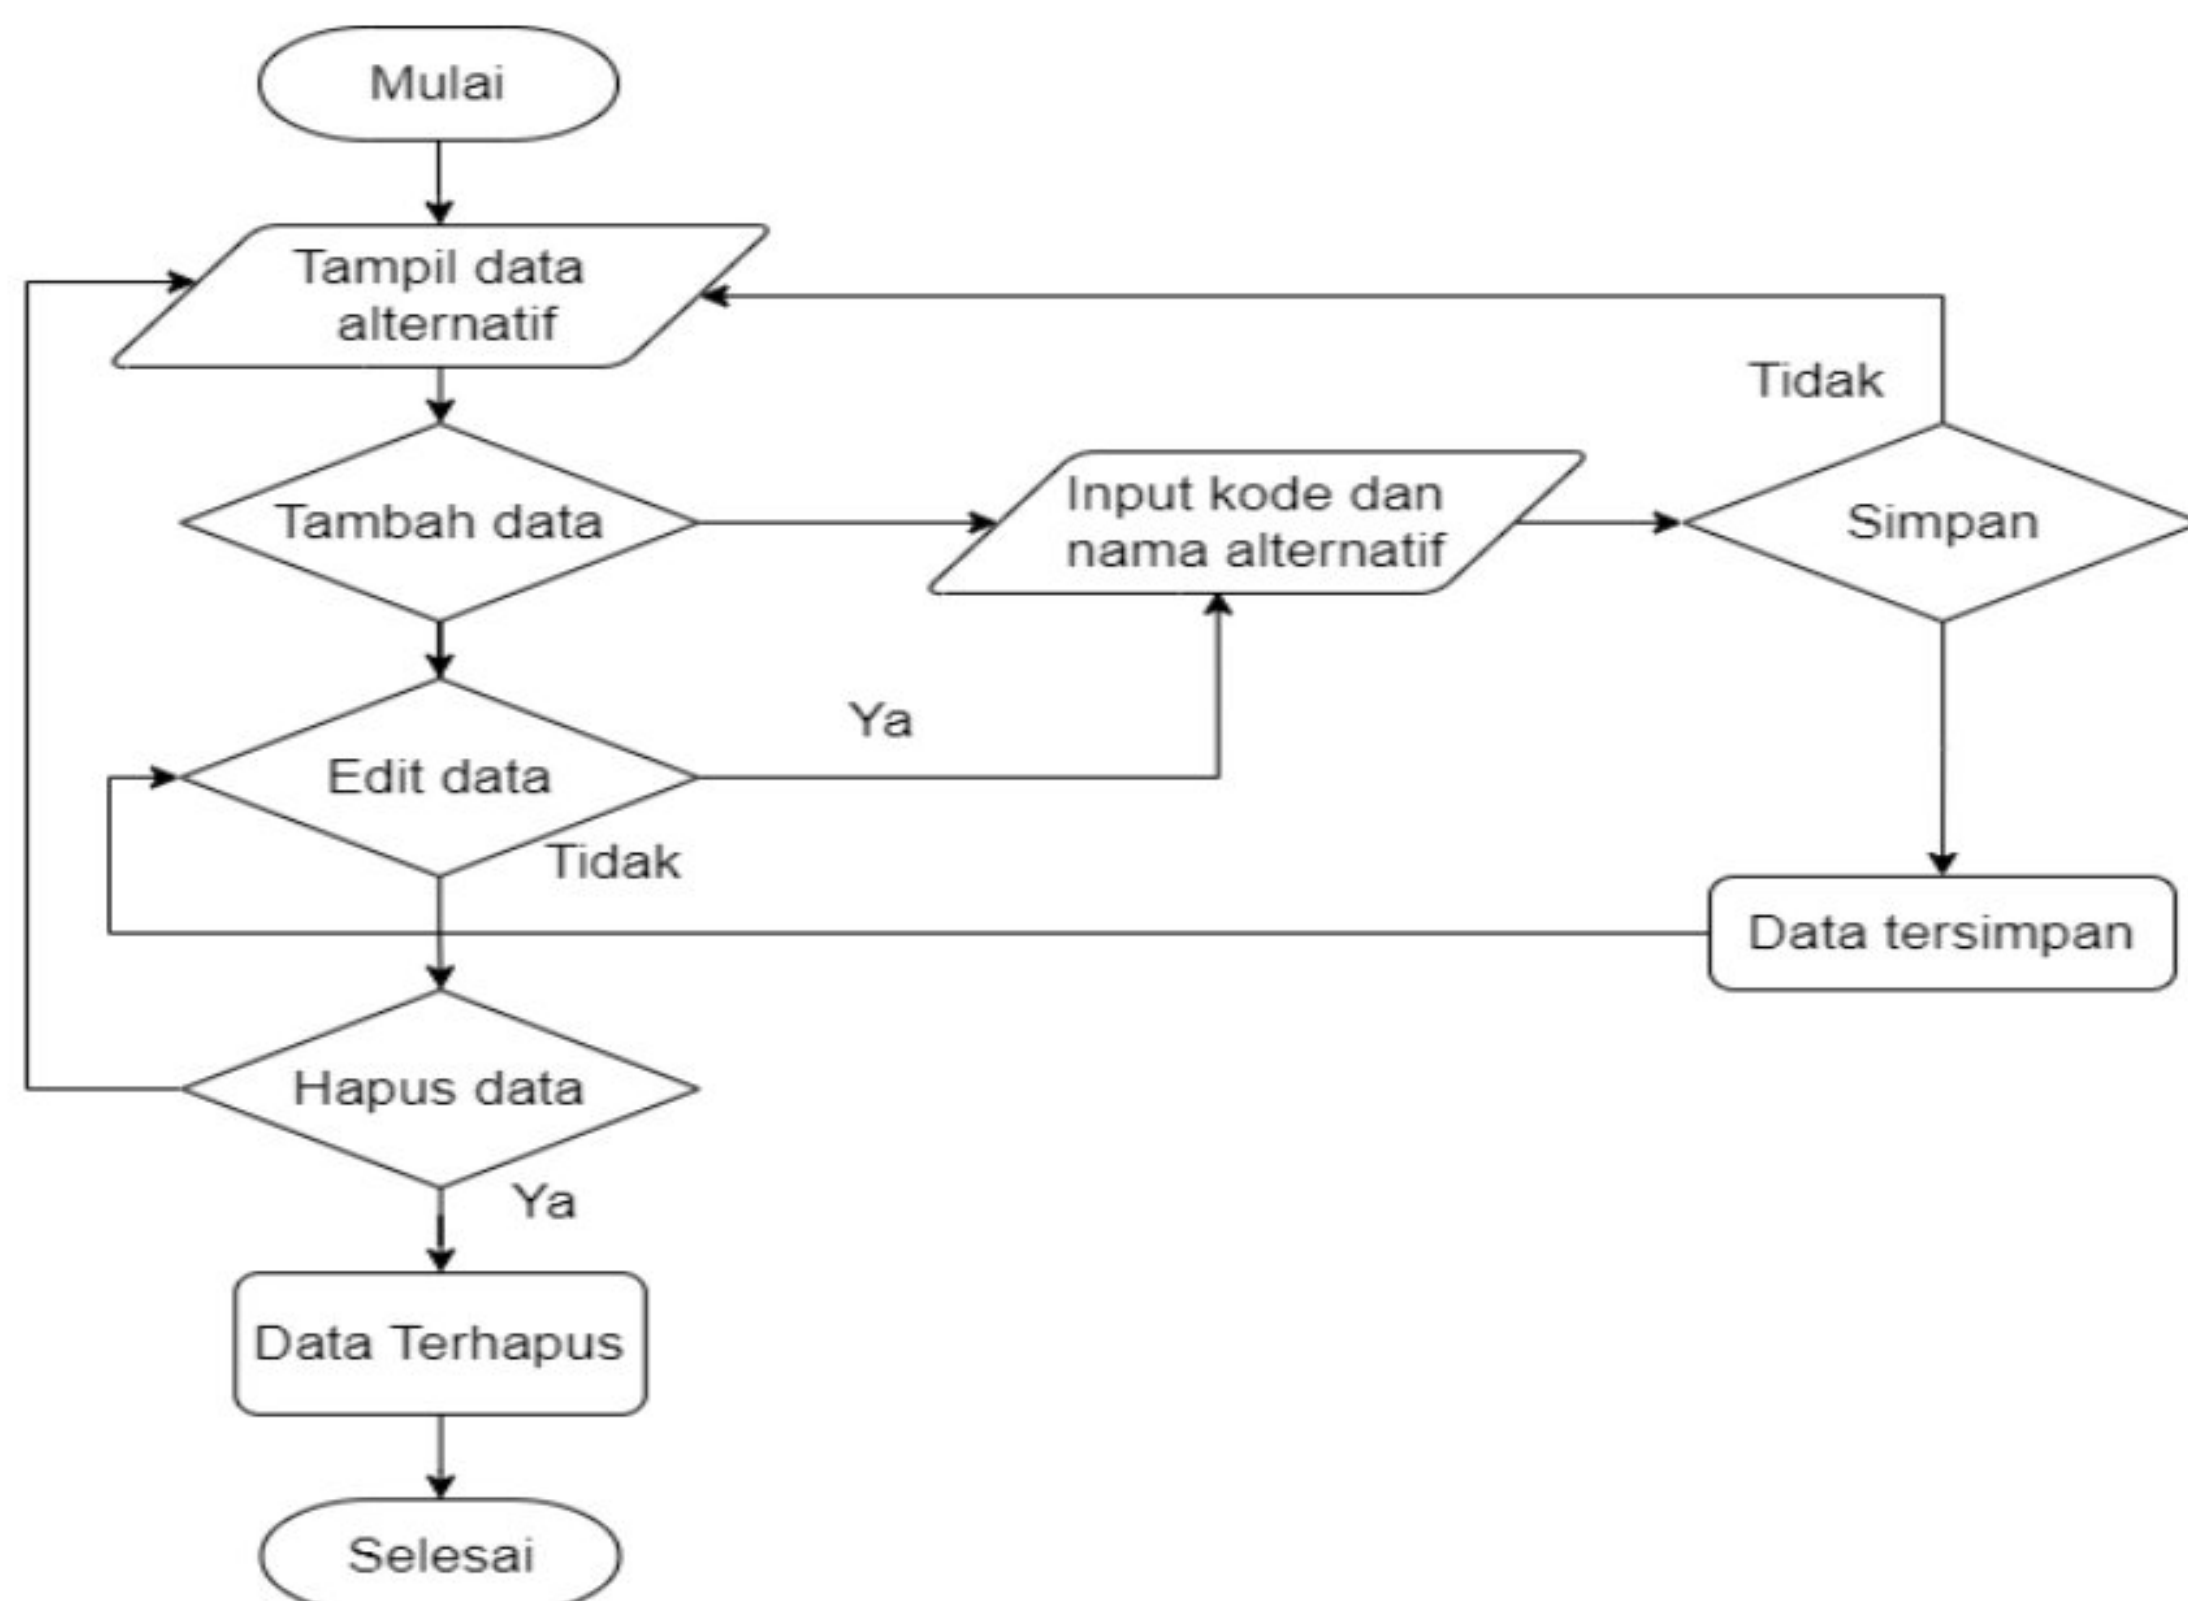 Mulai
Tampil data
alternatif
Tidak
Tambah data
Input kode dan
nama alternatif
Simpan
Ya
Edit data
Tidak
Data tersimpan
Hapus data
Ya
Data Terhapus
Selesai